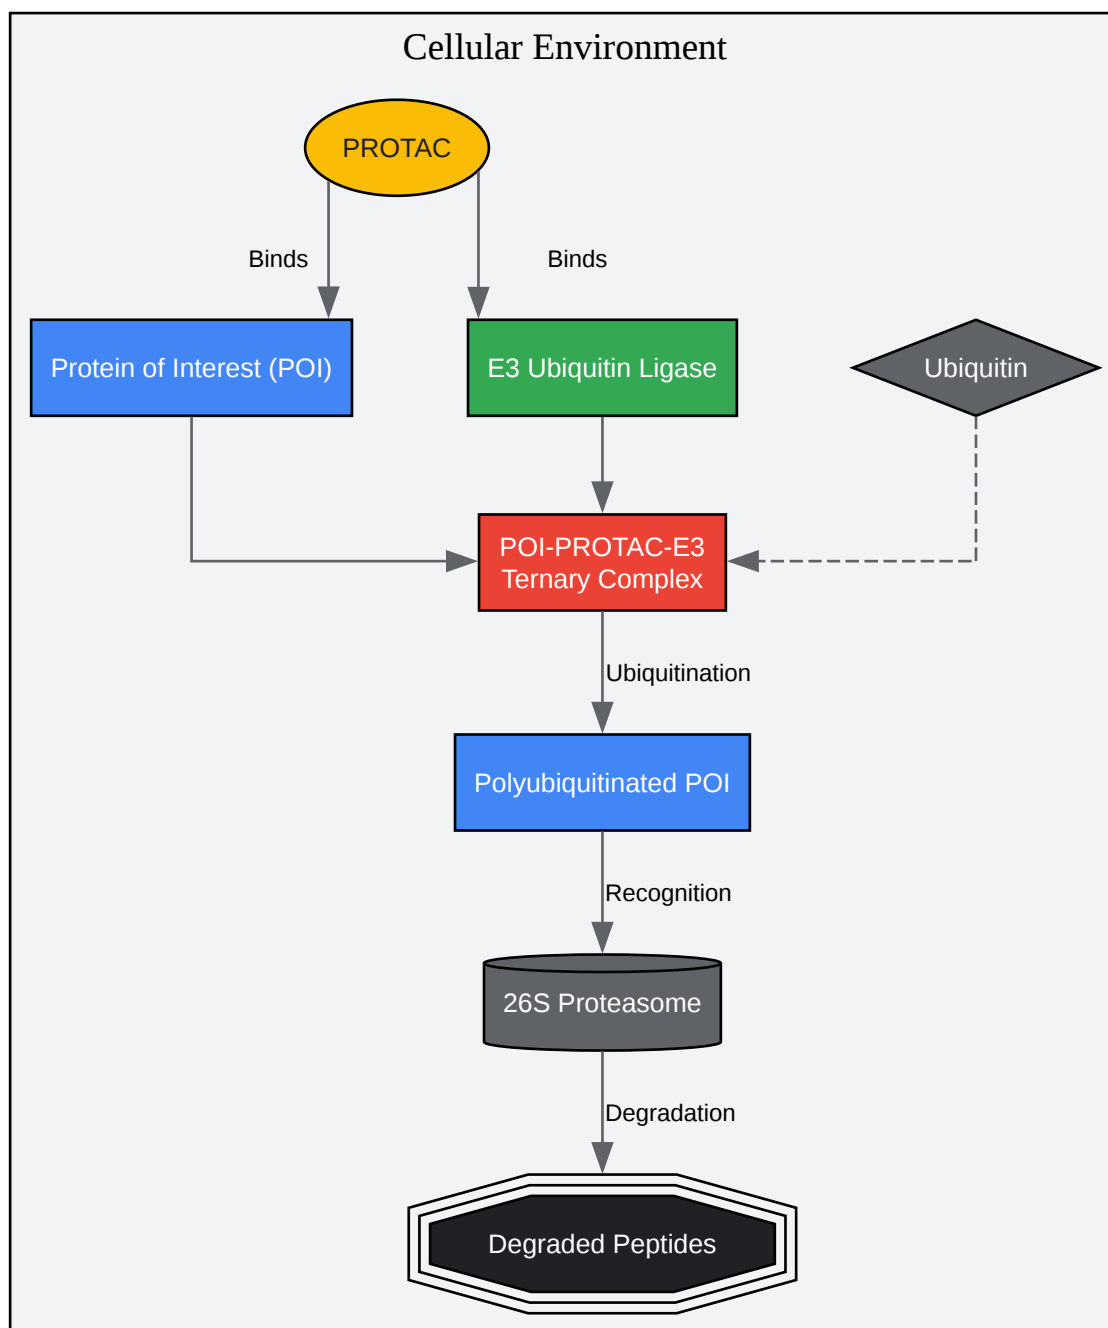 Cellular Environment
PROTAC
Binds
Binds
Protein of Interest (POI)
E3 Ubiquitin Ligase
Ubiquitin
POI-PROTAC-E3
Ternary Complex
Ubiquitination
Polyubiquitinated POI
Recognition
26S Proteasome
Degradation
Degraded Peptides